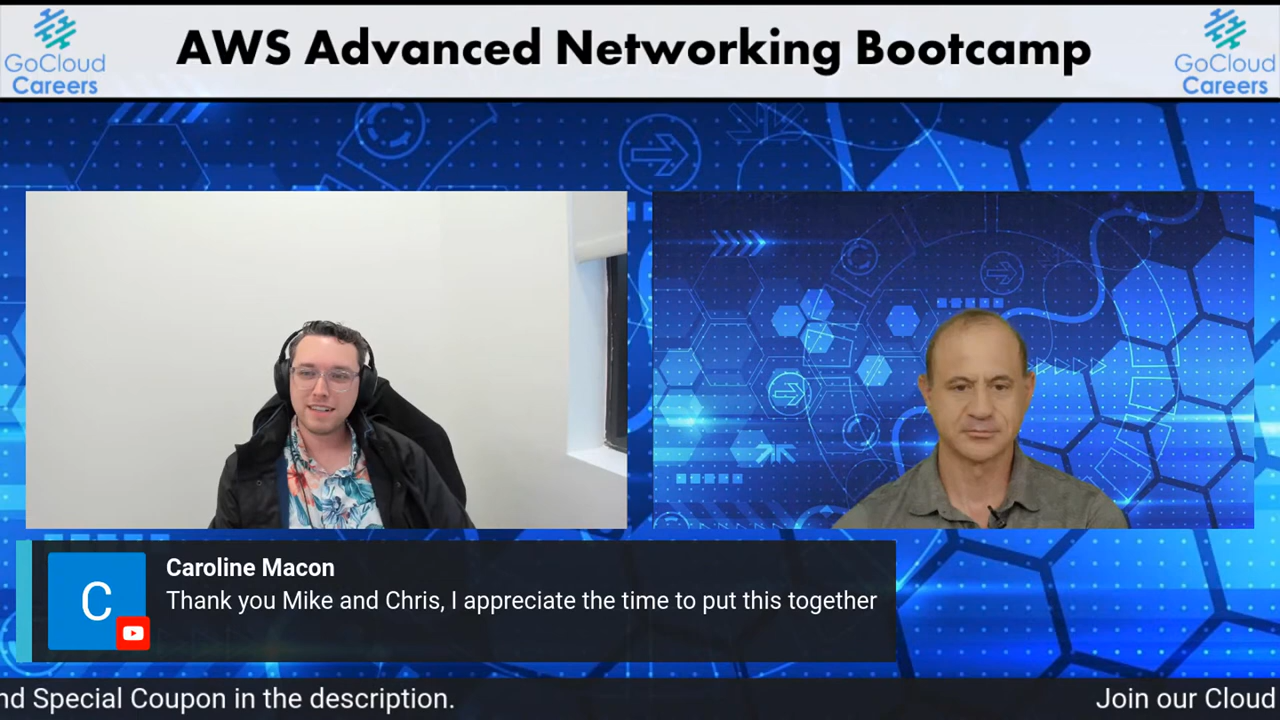 GoCloud
Careers
AWS Advanced Networking Bootcamp
GoCloud
Careers
C
Caroline Macon
Thank you Mike and Chris, I appreciate the time to put this together
nd Special Coupon in the description.
Join our Cloud